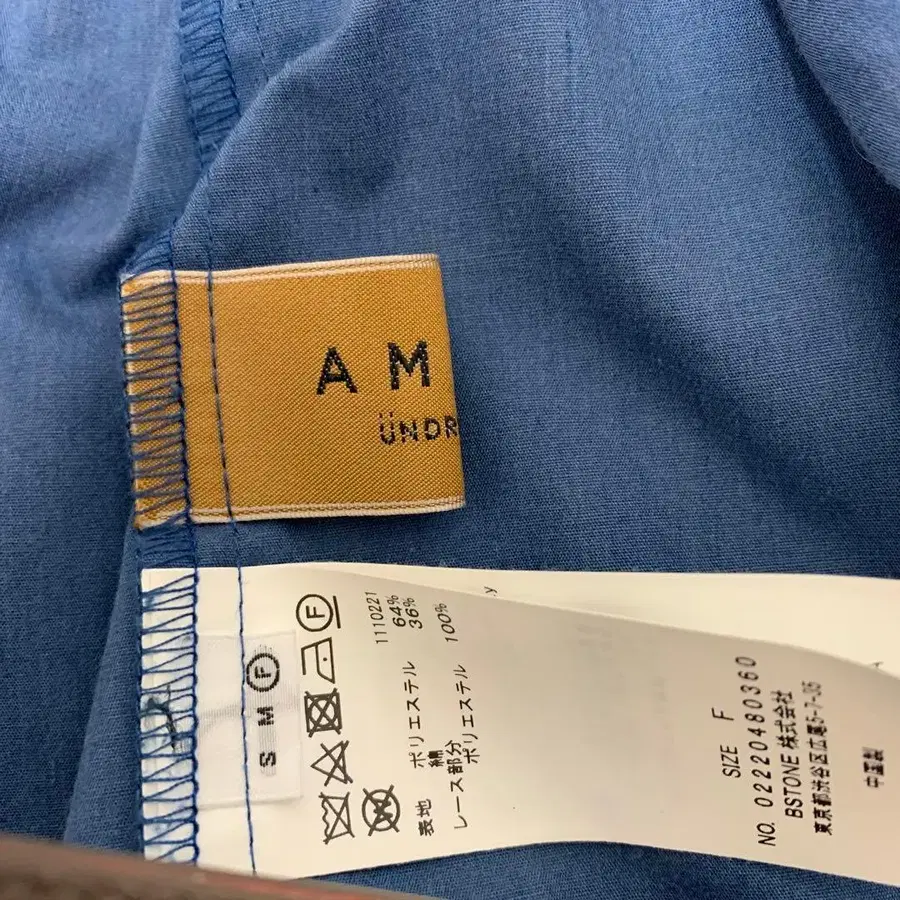 A M
ÜNDR
S M F
F
1110221
表地 ポリエステル 64%
綿 36%
レース部分
ポリエステル 100%
SIZE F
NO. 02220480360
BSTONE 株式会社
東京都渋谷区広尾5-7-35
中国製